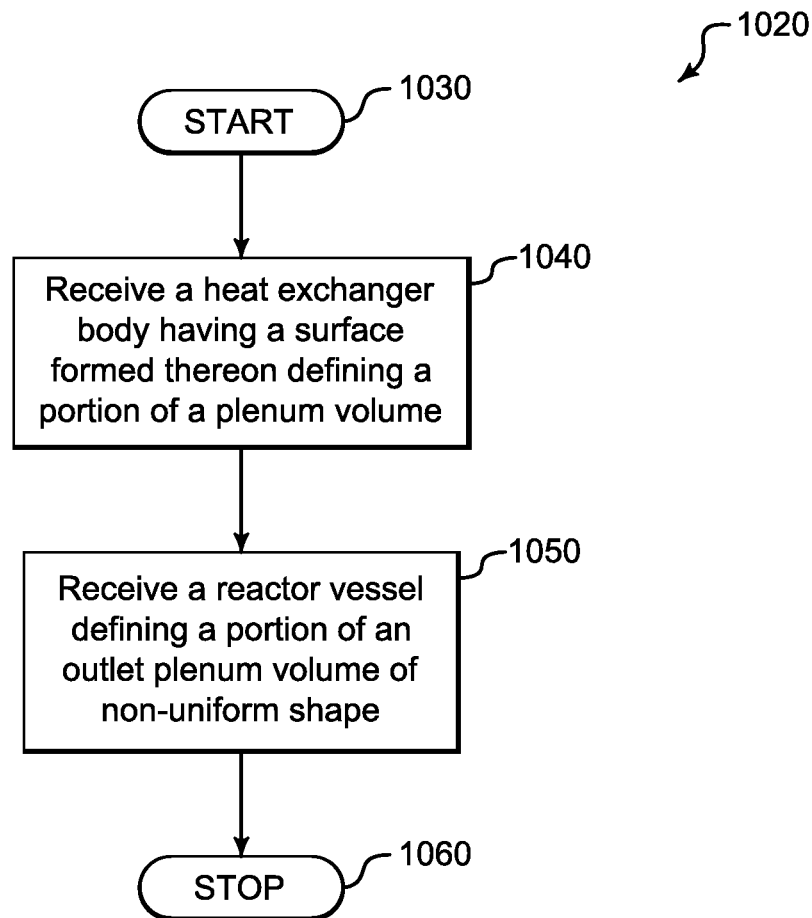 1020
1030
START
1040
Receive a heat exchanger
body having a surface
formed thereon defining a
portion of a plenum volume
1050
Receive a reactor vessel
defining a portion of an
outlet plenum volume of
non-uniform shape
1060
STOP